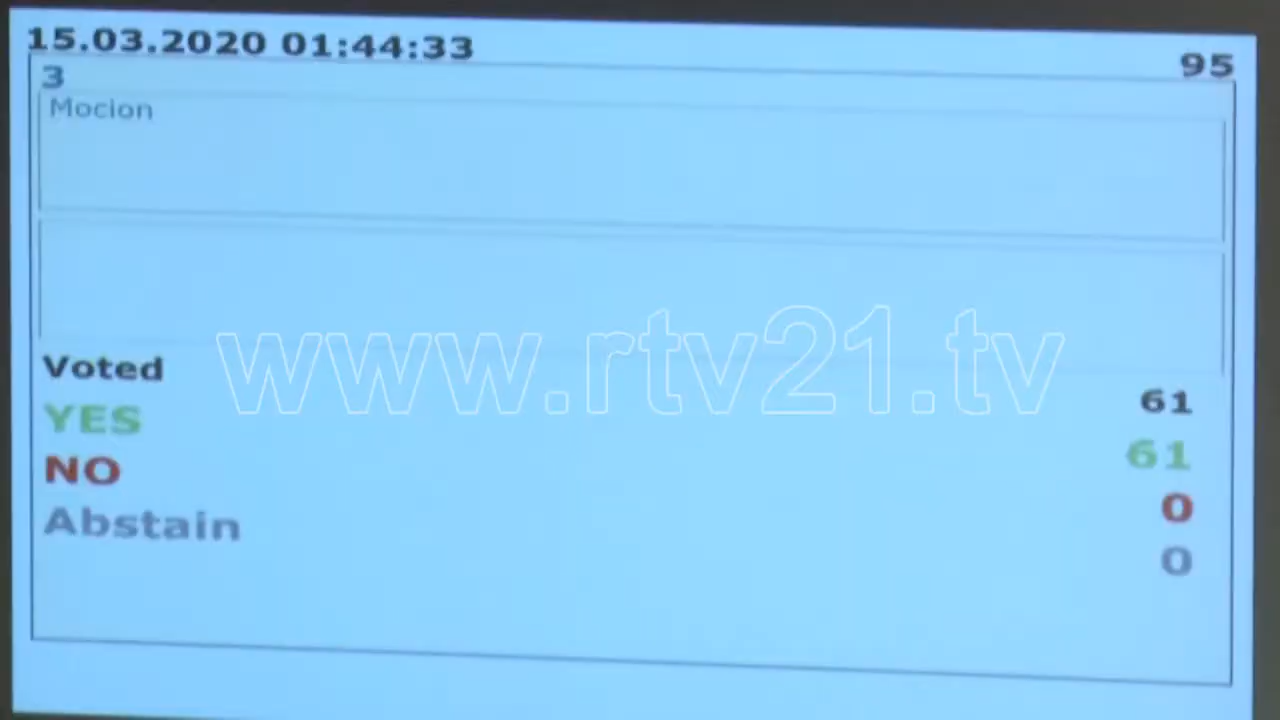 15.03.2020 01:44:33 95
3
Mocion
www.rtv21.tv
Voted 61
YES 61
NO 0
Abstain 0